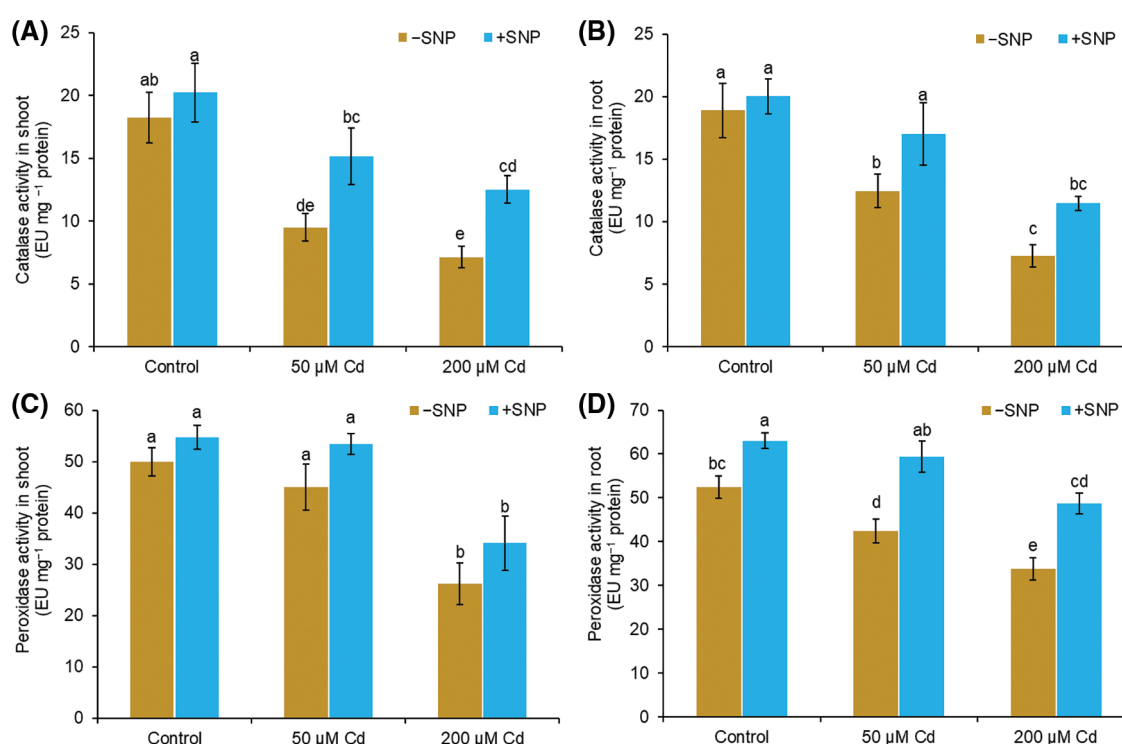 (A)
−SNP +SNP
Catalase activity in shoot
(EU mg −1 protein)
25
20
15
10
5
0
ab
a
de
bc
e
cd
Control 50 µM Cd 200 µM Cd
(B)
−SNP +SNP
Catalase activity in root
(EU mg−1 protein)
25
20
15
10
5
0
a
a
b
a
c
bc
Control 50 µM Cd 200 µM Cd
(C)
−SNP +SNP
Peroxidase activity in shoot
(EU mg−1 protein)
60
50
40
30
20
10
0
a
a
a
a
b
b
Control 50 µM Cd 200 µM Cd
(D)
−SNP +SNP
Peroxidase activity in root
(EU mg−1 protein)
70
60
50
40
30
20
10
0
bc
a
d
ab
e
cd
Control 50 µM Cd 200 µM Cd